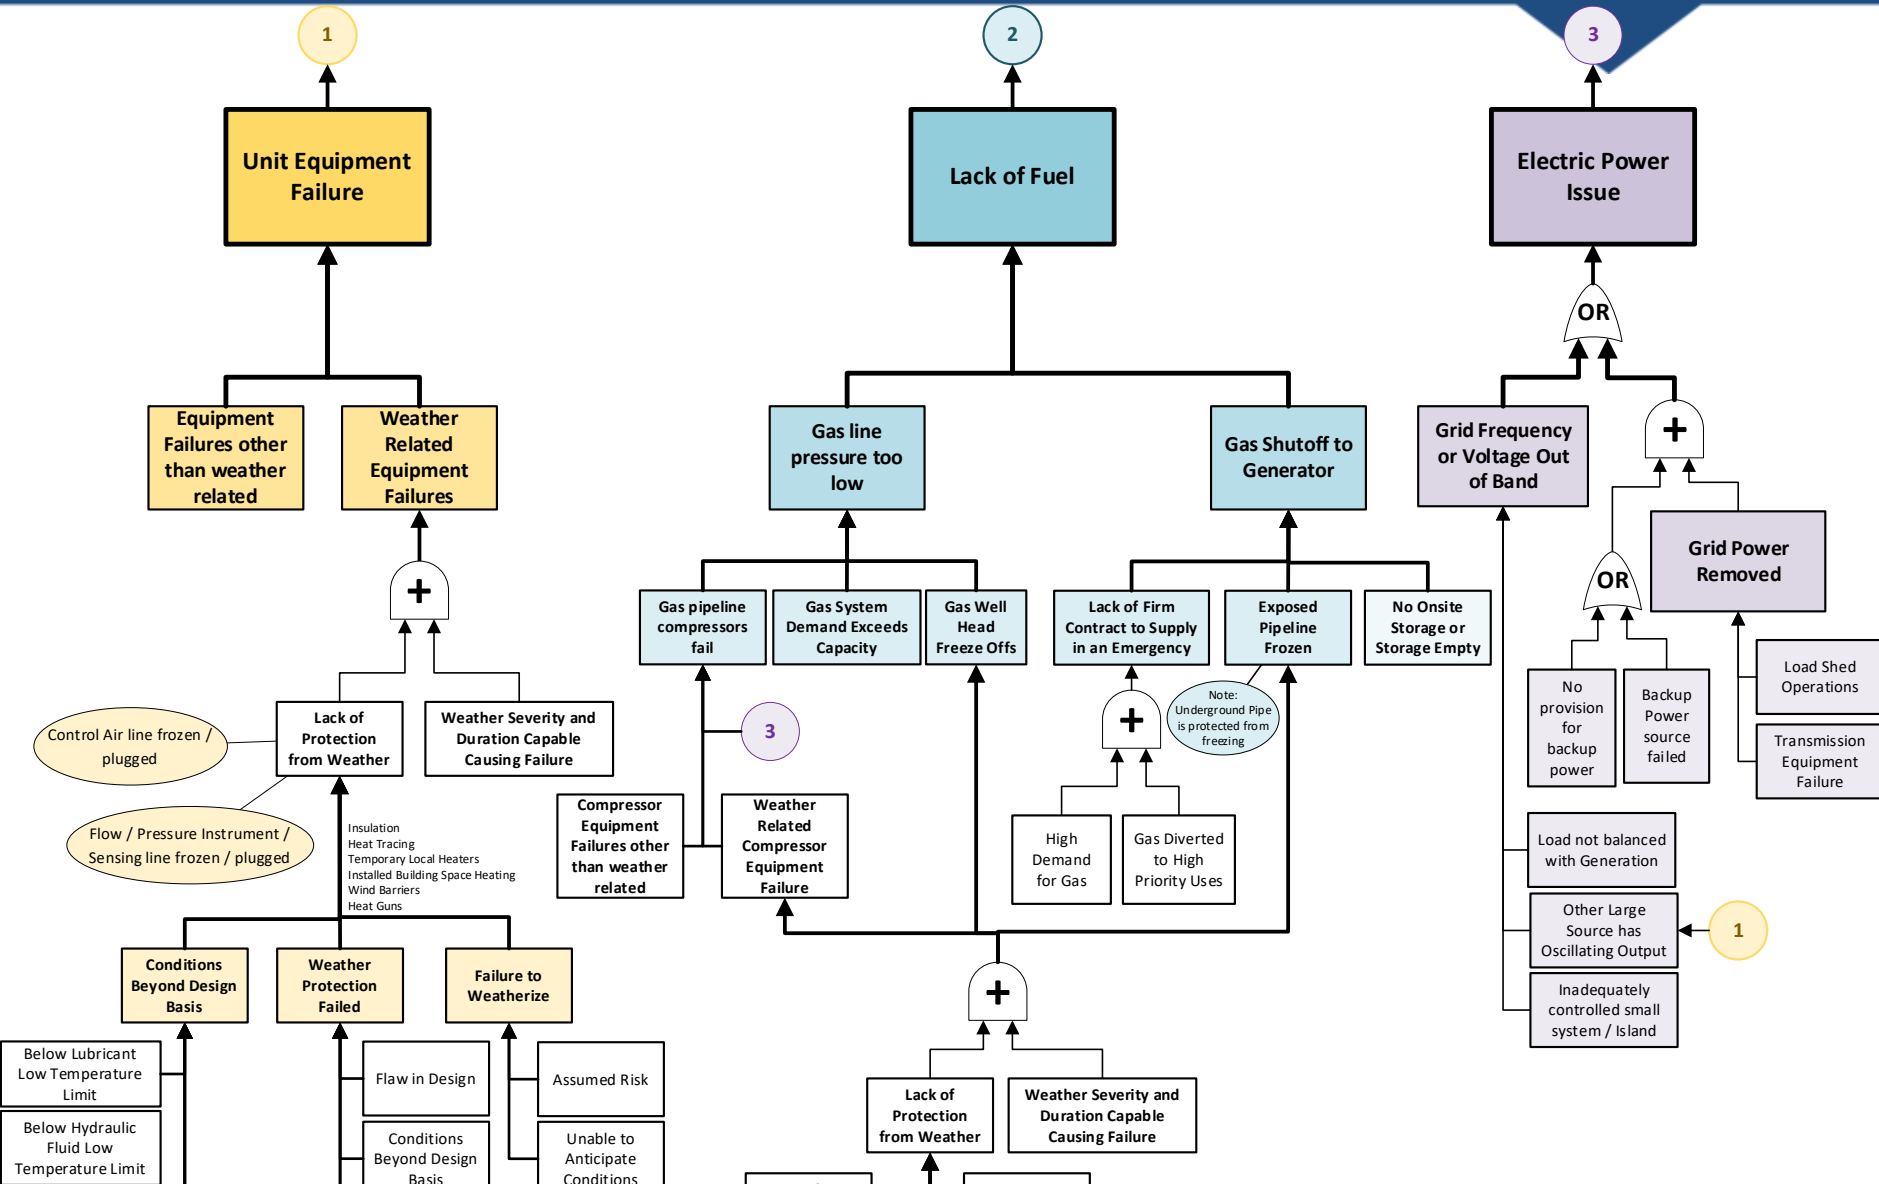 1
2
3
Unit Equipment
Failure
Lack of Fuel
Electric Power
Issue
OR
Equipment
Failures other
than weather
related
Weather
Related
Equipment
Failures
Gas line
pressure too
low
Gas Shutoff to
Generator
Grid Frequency
or Voltage Out
of Band
+
Grid Power
Removed
OR
+
Gas pipeline
compressors
fail
Gas System
Demand Exceeds
Capacity
Gas Well
Head
Freeze Offs
Lack of Firm
Contract to Supply
in an Emergency
Exposed
Pipeline
Frozen
No Onsite
Storage or
Storage Empty
Load Shed
Operations
No
provision
for
backup
power
Backup
Power
source
failed
Transmission
Equipment
Failure
Lack of
Protection
from Weather
Weather Severity and
Duration Capable
Causing Failure
Control Air line frozen /
plugged
Flow / Pressure Instrument /
Sensing line frozen / plugged
3
+
Note:
Underground Pipe
is protected from
freezing
Compressor
Equipment
Failures other
than weather
related
Weather
Related
Compressor
Equipment
Failure
High
Demand
for Gas
Gas Diverted
to High
Priority Uses
Insulation
Heat Tracing
Temporary Local Heaters
Installed Building Space Heating
Wind Barriers
Heat Guns
Load not balanced
with Generation
Other Large
Source has
Oscillating Output
1
Inadequately
controlled small
system / Island
Conditions
Beyond Design
Basis
Weather
Protection
Failed
Failure to
Weatherize
+
Below Lubricant
Low Temperature
Limit
Below Hydraulic
Fluid Low
Temperature Limit
Flaw in Design
Conditions
Beyond Design
Basis
Assumed Risk
Unable to
Anticipate
Conditions
Lack of
Protection
from Weather
Weather Severity and
Duration Capable
Causing Failure